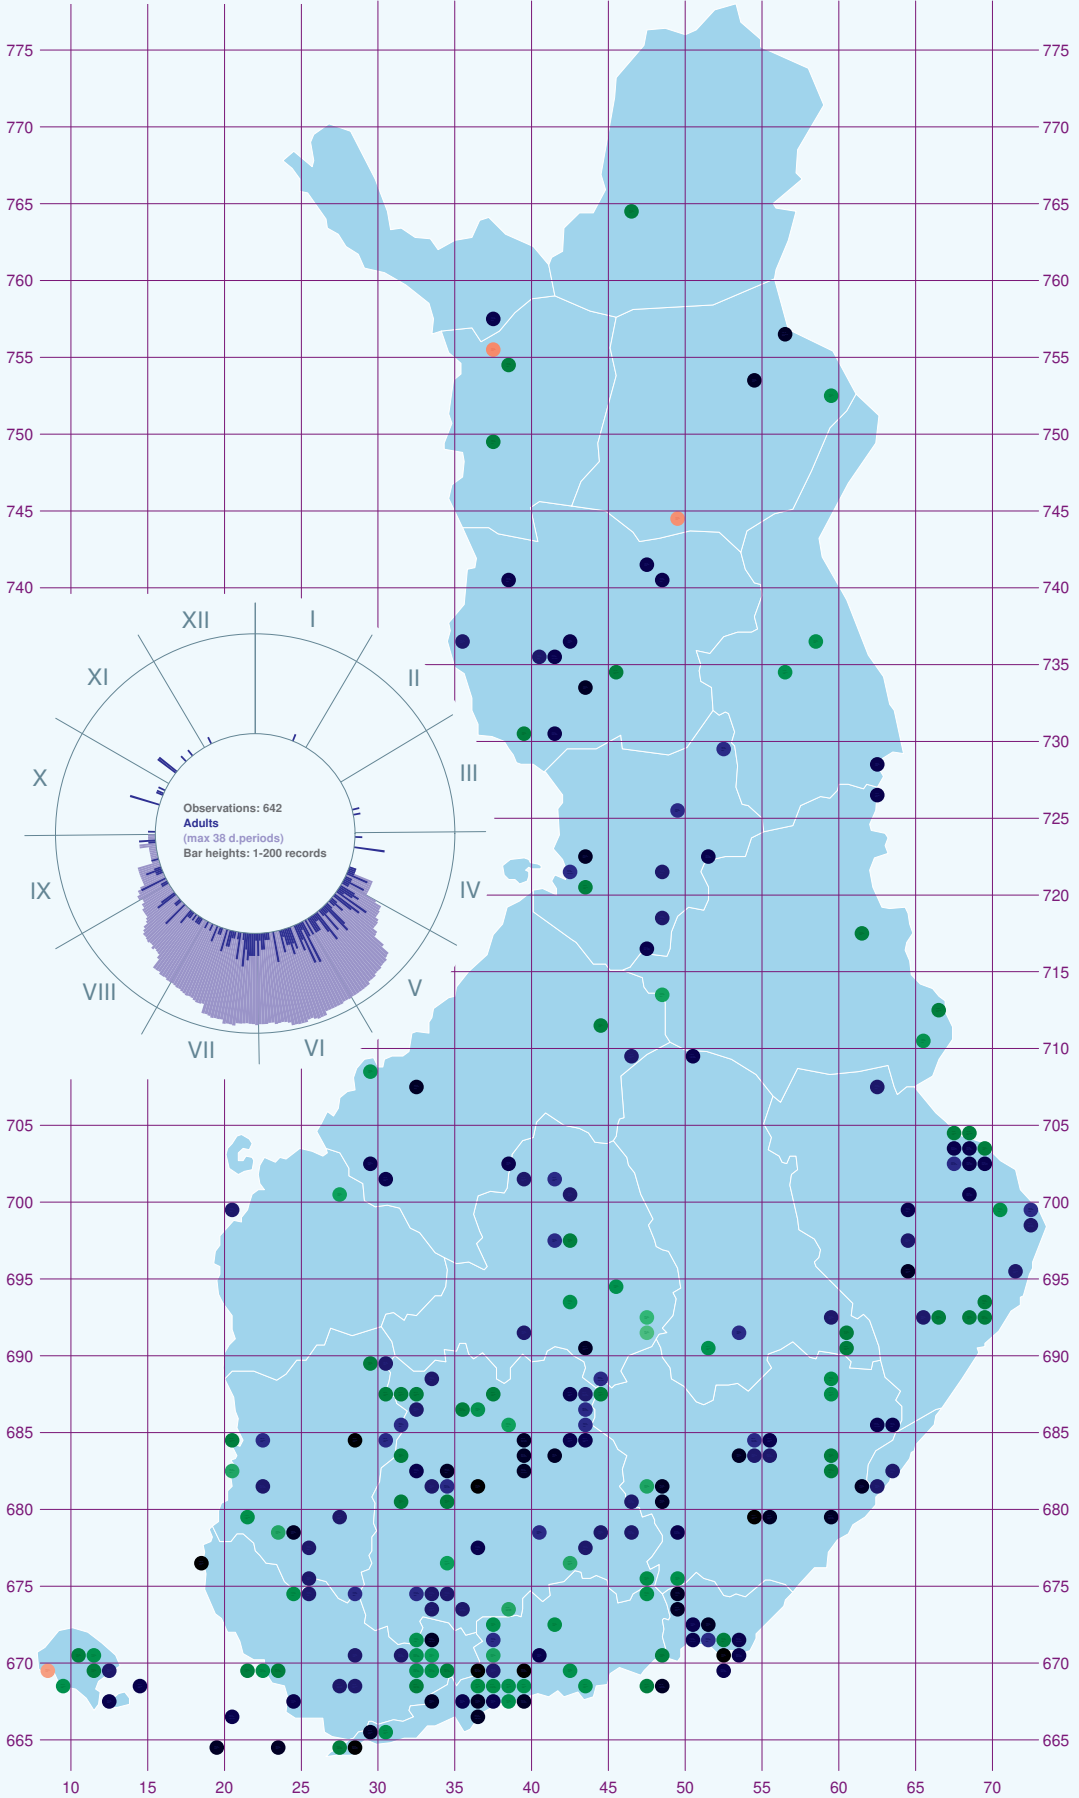 775 775
770 770
765 765
760 760
755 755
750 750
745 745
740 740
XII I
XI II
735
X III
730
Observations: 642
Adults
(max 38 d.periods)
Bar heights: 1-200 records
725
IX IV
720
VIII V
715
VII VI
710
705 705
700 700
695 695
690 690
685 685
680 680
675 675
670 670
665 665
10 15 20 25 30 35 40 45 50 55 60 65 70